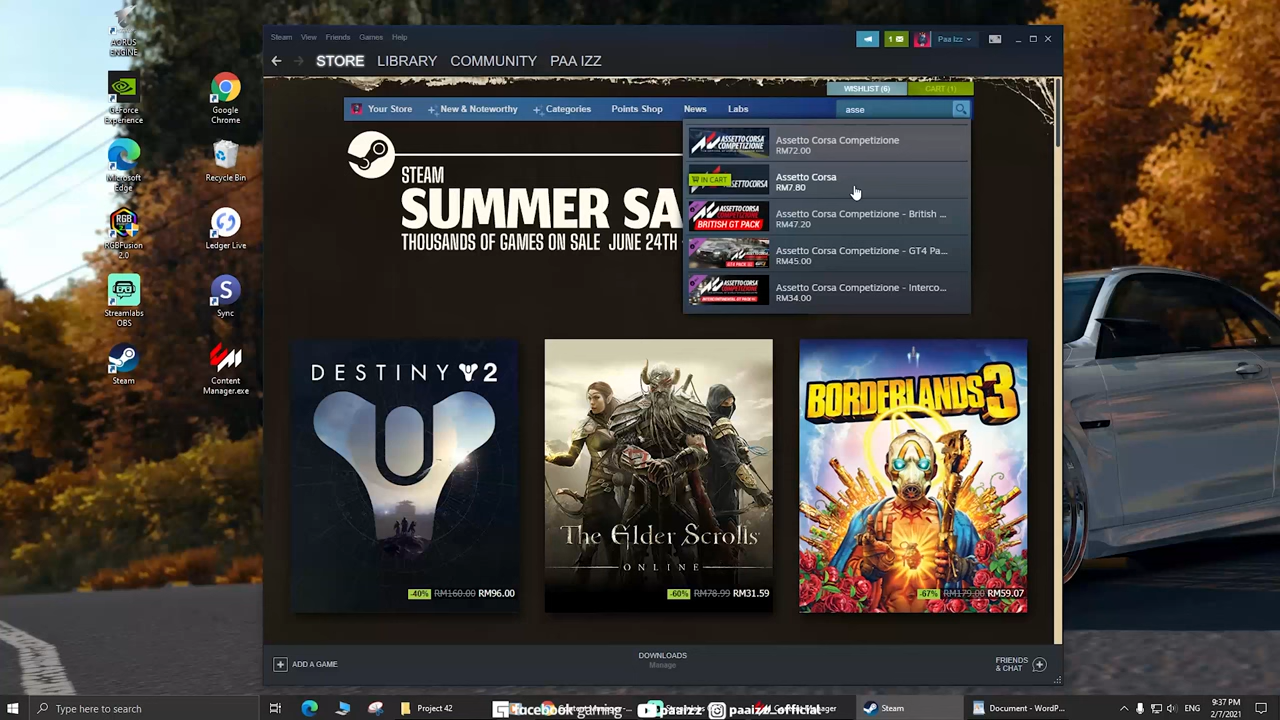 AORUS
ENGINE
GeForce
Experience
Google
Chrome
Microsoft
Edge
Recycle Bin
RGBFusion
2.0
Ledger Live
Streamlabs
OBS
Sync
Steam
Content
Manager.exe
Steam View Friends Games Help
1
Paa Izz
STORE LIBRARY COMMUNITY PAA IZZ
WISHLIST (6) CART (1)
Your Store New & Noteworthy Categories Points Shop News Labs asse
STEAM
SUMMER SA
THOUSANDS OF GAMES ON SALE JUNE 24TH
Assetto Corsa Competizione
RM72.00
IN CART
Assetto Corsa
RM7.80
BRITISH GT PACK
Assetto Corsa Competizione - British ...
RM47.20
Assetto Corsa Competizione - GT4 Pa...
RM45.00
Assetto Corsa Competizione - Interco...
RM34.00
DESTINY 2
-40% RM160.00 RM96.00
The Elder Scrolls
ONLINE
-60% RM78.99 RM31.59
BORDERLANDS 3
-67% RM179.00 RM59.07
ADD A GAME
DOWNLOADS
Manage
FRIENDS
& CHAT
Type here to search
Project 42
facebook gaming
paaizz
paaizz_official
Steam
Document - WordP...
ENG
9:37 PM
2/7/2021